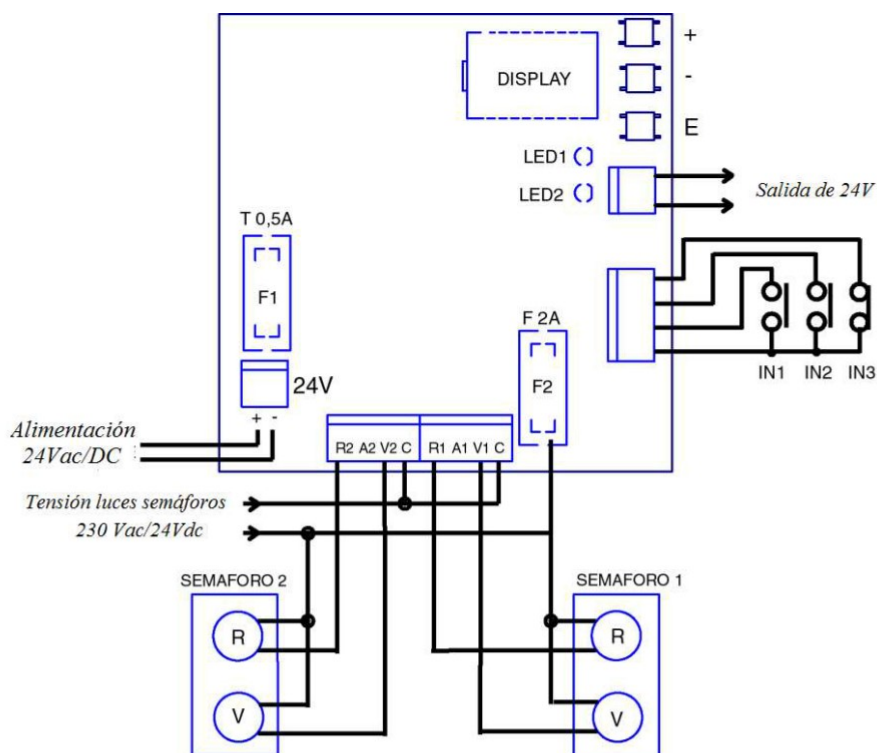 +
DISPLAY
-
E
LED1
LED2
Salida de 24V
T 0,5A
F1
F 2A
F2
IN1 IN2 IN3
24V
+ -
Alimentación
24Vac/DC
R2 A2 V2 C R1 A1 V1 C
Tensión luces semáforos
230 Vac/24Vdc
SEMAFORO 2
SEMAFORO 1
R
R
V
V